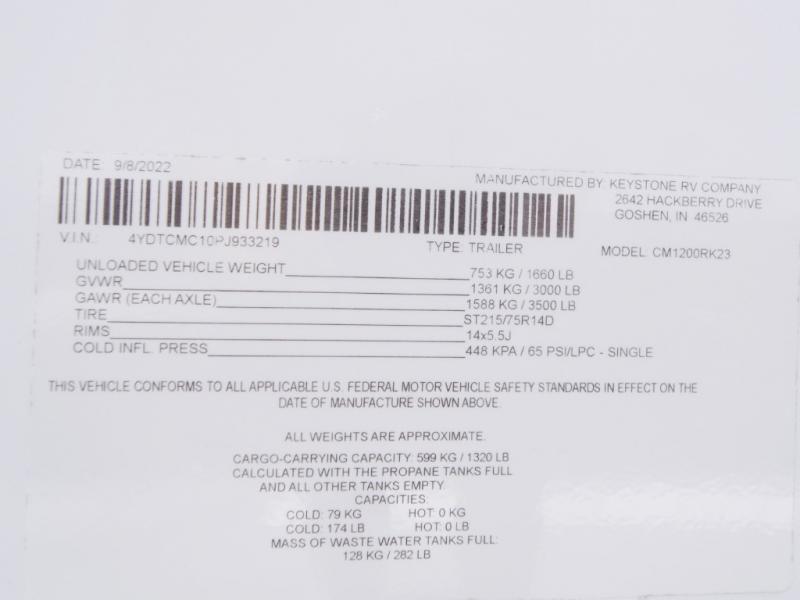 DATE: 9/8/2022
MANUFACTURED BY: KEYSTONE RV COMPANY
2642 HACKBERRY DRIVE
GOSHEN, IN 46526
V.I.N.: 4YDTCMC10PJ933219
TYPE: TRAILER
MODEL: CM1200RK23
UNLOADED VEHICLE WEIGHT 753 KG / 1660 LB
GVWR 1361 KG / 3000 LB
GAWR (EACH AXLE) 1588 KG / 3500 LB
TIRE ST215/75R14D
RIMS 14x5.5J
COLD INFL. PRESS 448 KPA / 65 PSI/LPC - SINGLE
THIS VEHICLE CONFORMS TO ALL APPLICABLE U.S. FEDERAL MOTOR VEHICLE SAFETY STANDARDS IN EFFECT ON THE
DATE OF MANUFACTURE SHOWN ABOVE.
ALL WEIGHTS ARE APPROXIMATE.
CARGO-CARRYING CAPACITY: 599 KG / 1320 LB
CALCULATED WITH THE PROPANE TANKS FULL
AND ALL OTHER TANKS EMPTY.
CAPACITIES:
COLD: 79 KG HOT: 0 KG
COLD: 174 LB HOT: 0 LB
MASS OF WASTE WATER TANKS FULL:
128 KG / 282 LB